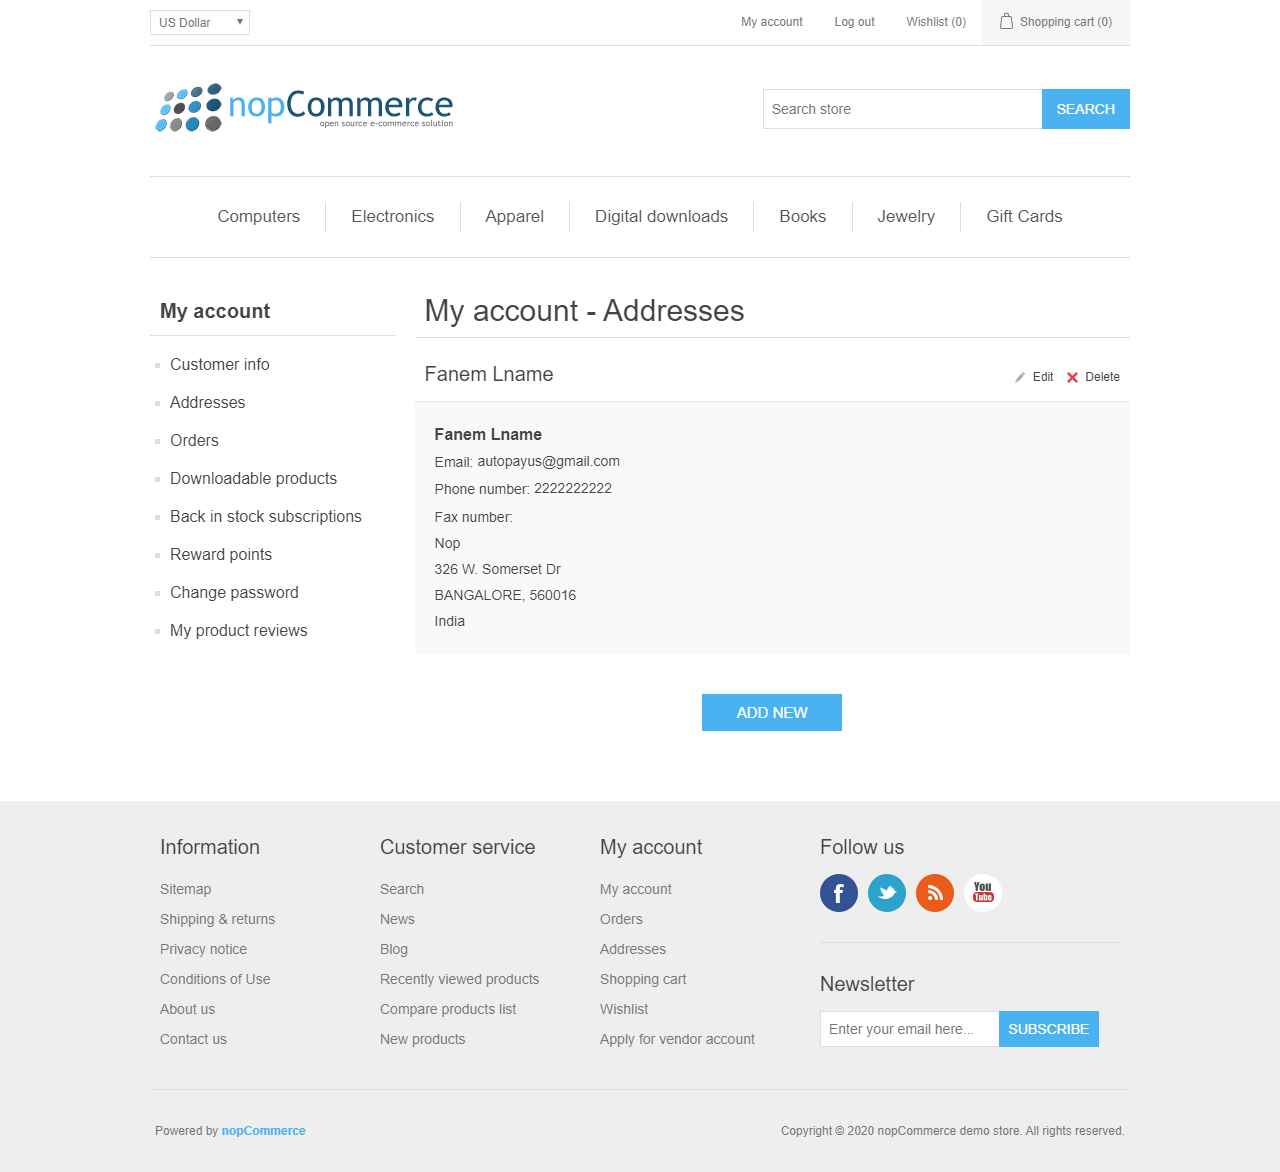 US Dollar
My account
Log out
Wishlist (0)
Shopping cart (0)
nopCommerce
open source e-commerce solution
Search store
SEARCH
Computers
Electronics
Apparel
Digital downloads
Books
Jewelry
Gift Cards
My account
Customer info
Addresses
Orders
Downloadable products
Back in stock subscriptions
Reward points
Change password
My product reviews
My account - Addresses
Fanem Lname
Edit
Delete
Fanem Lname
Email: autopayus@gmail.com
Phone number: 2222222222
Fax number:
Nop
326 W. Somerset Dr
BANGALORE, 560016
India
ADD NEW
Information
Sitemap
Shipping & returns
Privacy notice
Conditions of Use
About us
Contact us
Customer service
Search
News
Blog
Recently viewed products
Compare products list
New products
My account
My account
Orders
Addresses
Shopping cart
Wishlist
Apply for vendor account
Follow us
f
You
Tube
Newsletter
Enter your email here...
SUBSCRIBE
Powered by nopCommerce
Copyright © 2020 nopCommerce demo store. All rights reserved.